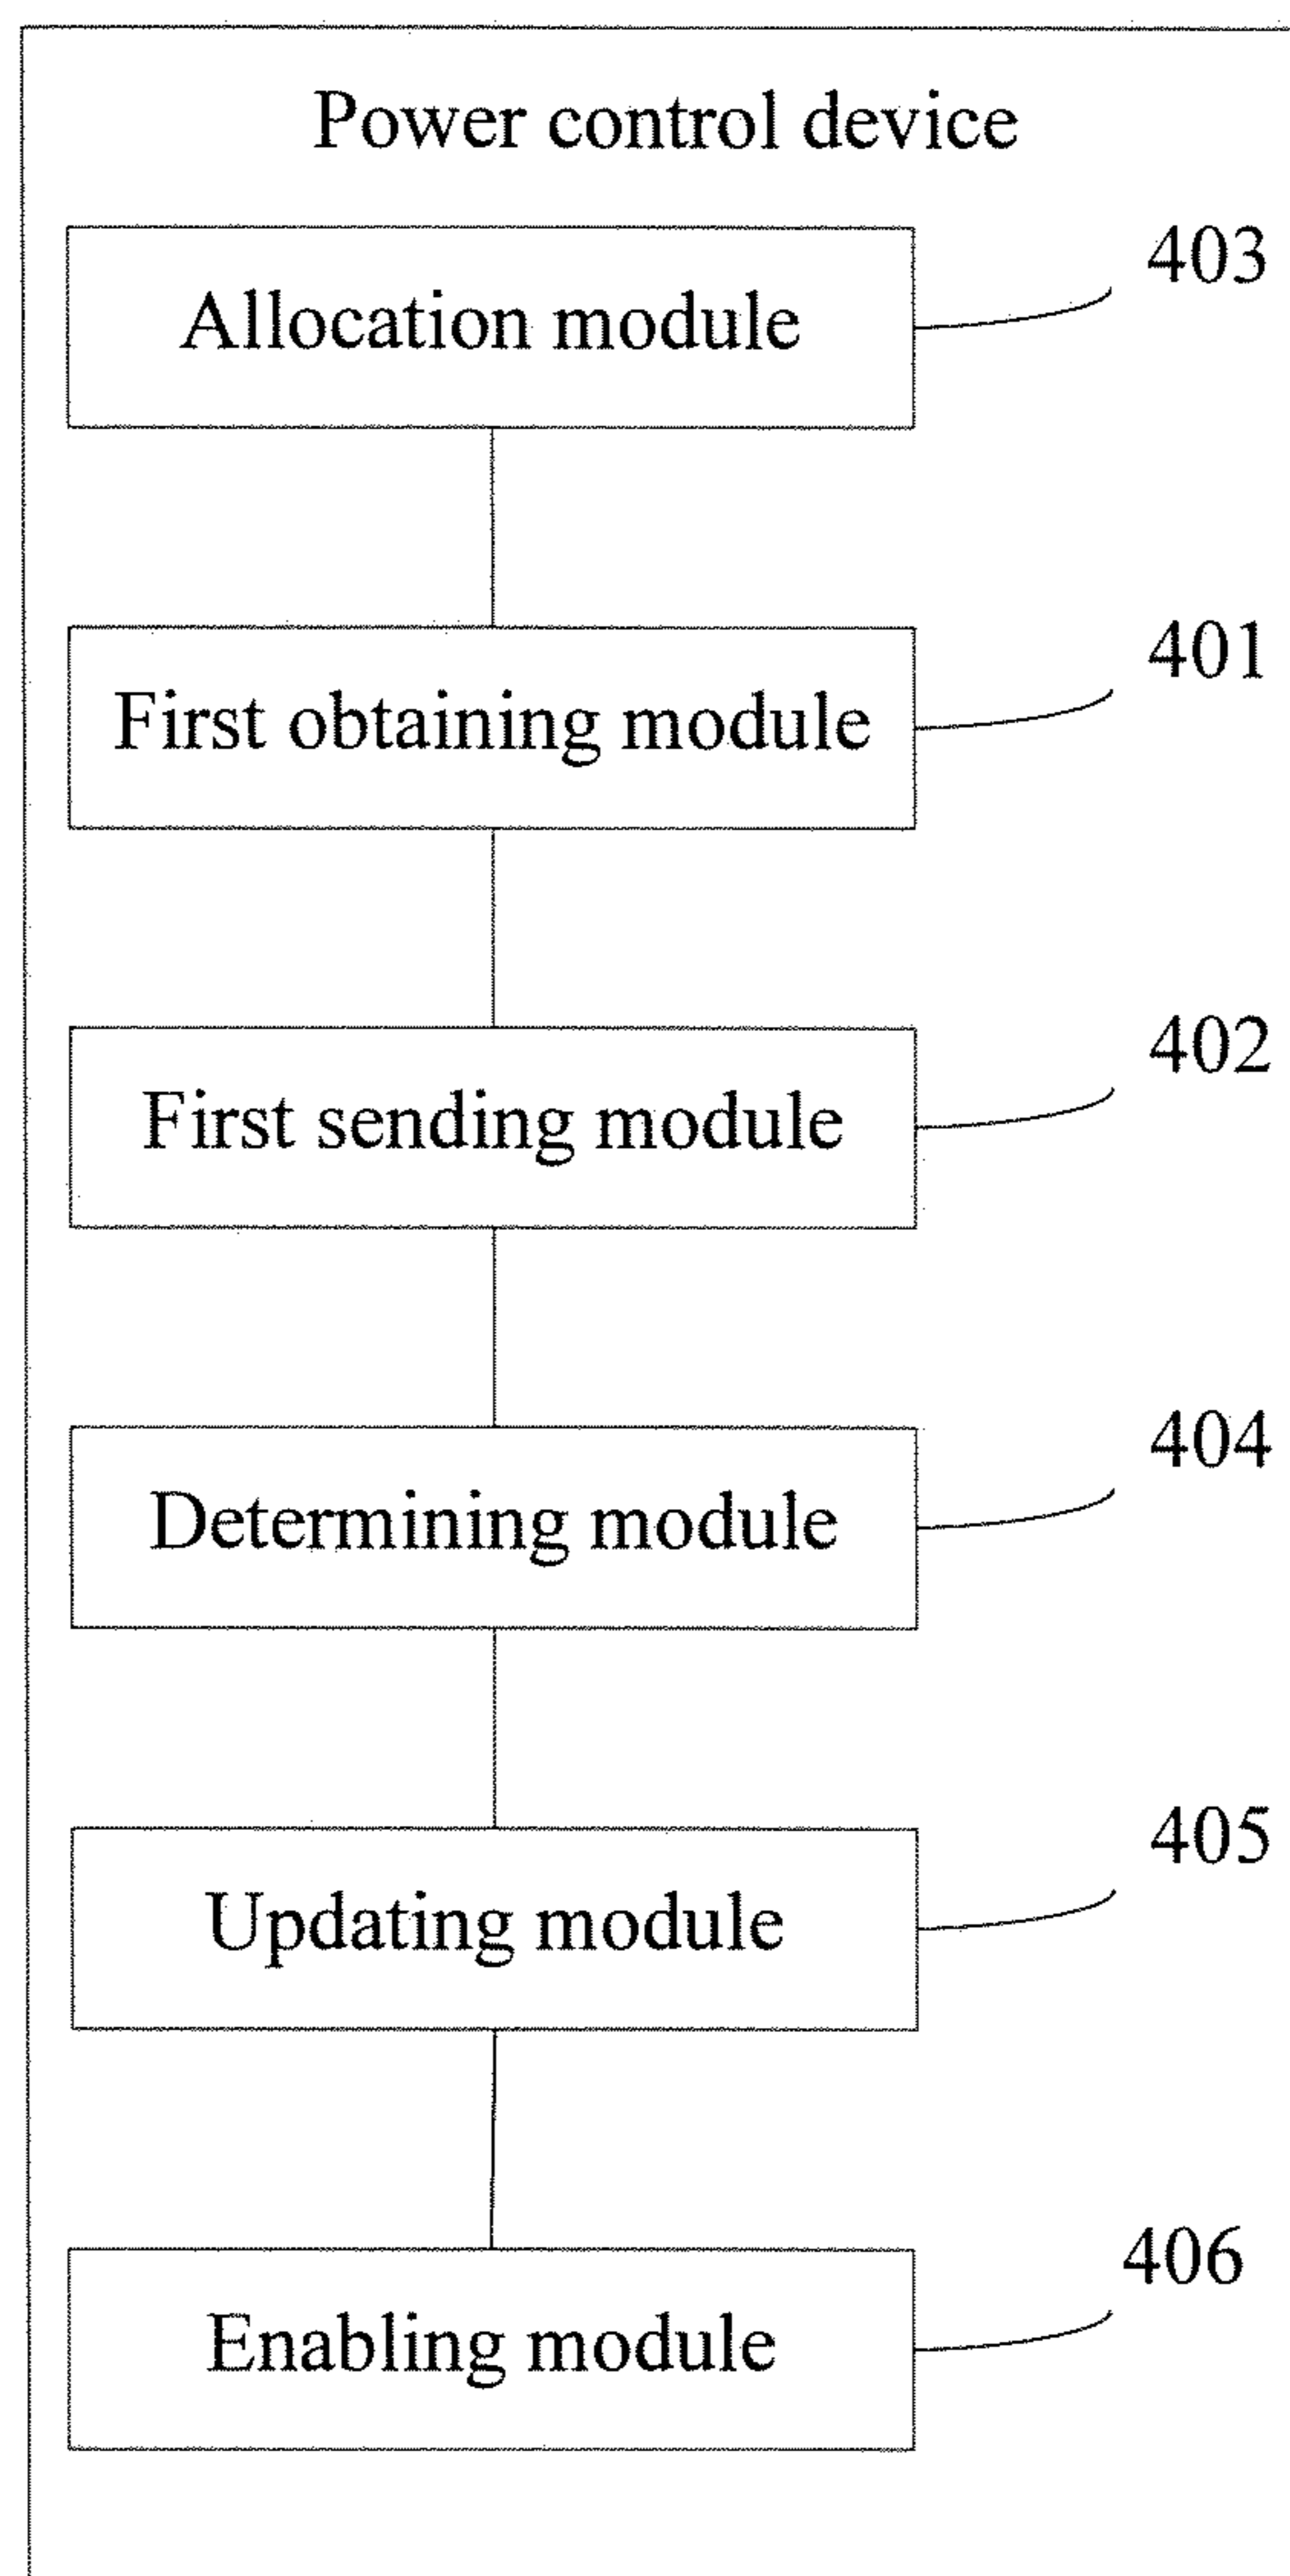 Power control device
Allocation module
403
First obtaining module
401
First sending module
402
Determining module
404
Updating module
405
Enabling module
406